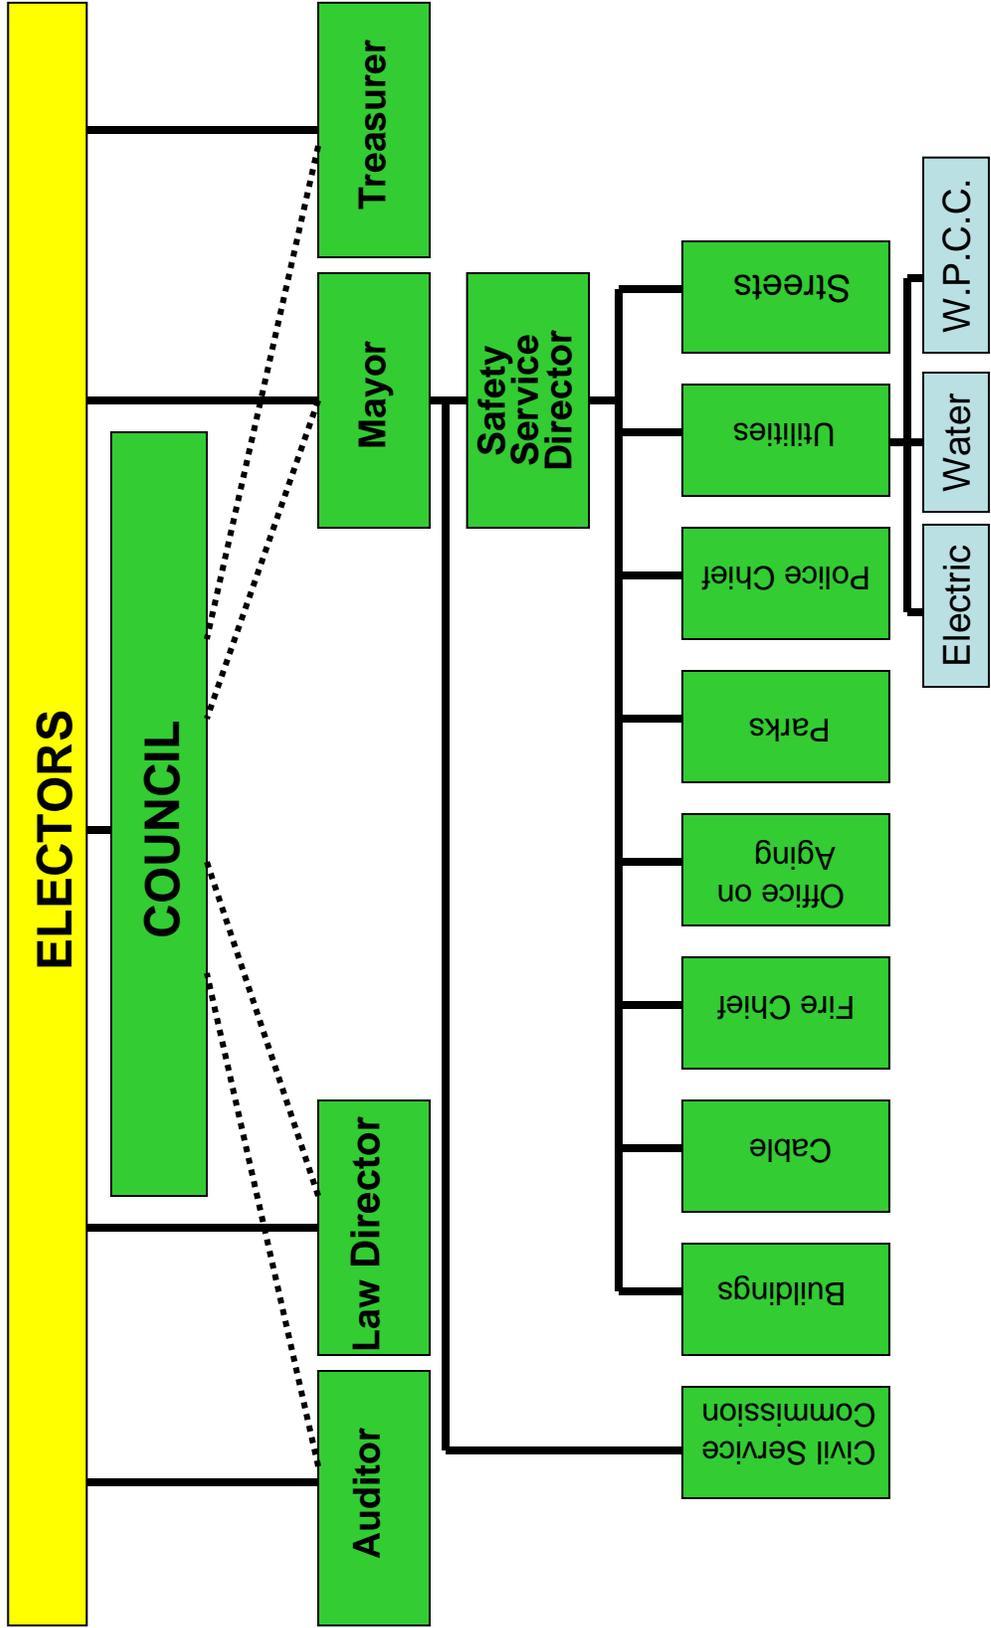 ELECTORS
COUNCIL
Auditor
Law Director
Mayor
Treasurer
Safety
Service
Director
Civil Service
Commission
Buildings
Cable
Fire Chief
Office on
Aging
Parks
Police Chief
Utilities
Streets
Electric
Water
W.P.C.C.